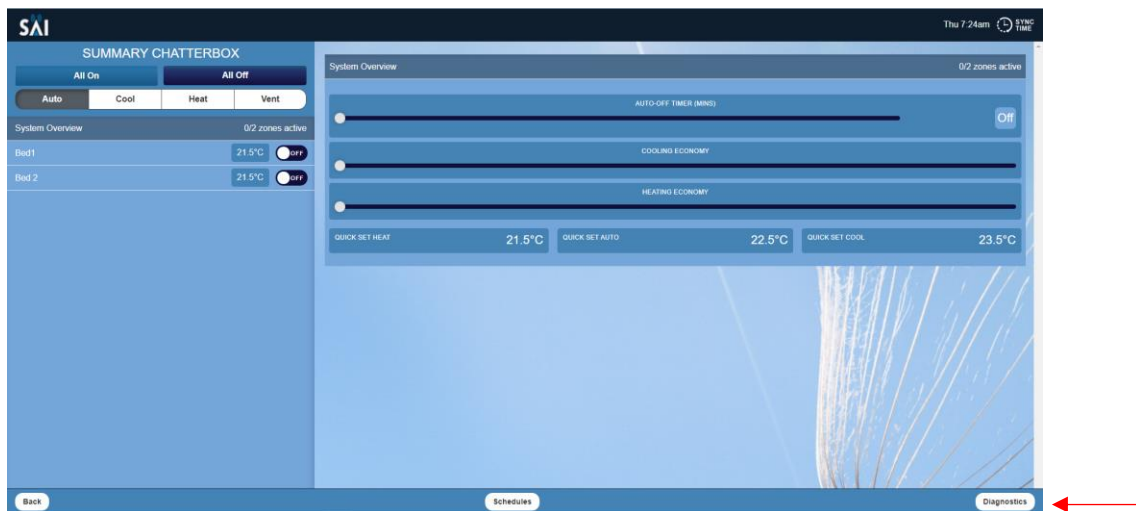 SAI
Thu 7:24am
SYNC
TIME
SUMMARY CHATTERBOX
All On
All Off
Auto
Cool
Heat
Vent
System Overview
0/2 zones active
Bed1
21.5°C
OFF
Bed 2
21.5°C
OFF
System Overview
0/2 zones active
AUTO-OFF TIMER (MINS)
Off
COOLING ECONOMY
HEATING ECONOMY
QUICK SET HEAT
21.5°C
QUICK SET AUTO
22.5°C
QUICK SET COOL
23.5°C
Back
Schedules
Diagnostics